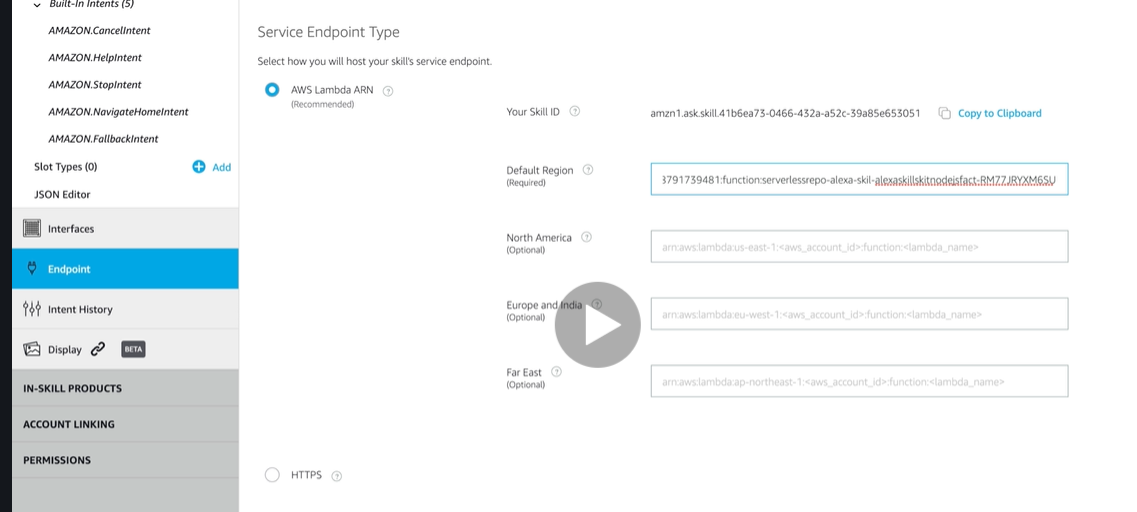 Built-In Intents (5)
AMAZON.CancelIntent
AMAZON.HelpIntent
AMAZON.StopIntent
AMAZON.NavigateHomeIntent
AMAZON.FallbackIntent
Slot Types (0)
Add
JSON Editor
Interfaces
Endpoint
Intent History
Display
BETA
IN-SKILL PRODUCTS
ACCOUNT LINKING
PERMISSIONS
Service Endpoint Type
Select how you will host your skill's service endpoint.
AWS Lambda ARN
(Recommended)
Your Skill ID
amzn1.ask.skill.41b6ea73-0466-432a-a52c-39a85e653051
Copy to Clipboard
Default Region
(Required)
3791739481:function:serverlessrepo-alexa-skil-alexaskillskitnodejsfact-RM77JRYXM6SU
North America
(Optional)
arn:aws:lambda:us-east-1:<aws_account_id>:function:<lambda_name>
Europe and India
(Optional)
arn:aws:lambda:eu-west-1:<aws_account_id>:function:<lambda_name>
Far East
(Optional)
arn:aws:lambda:ap-northeast-1:<aws_account_id>:function:<lambda_name>
HTTPS